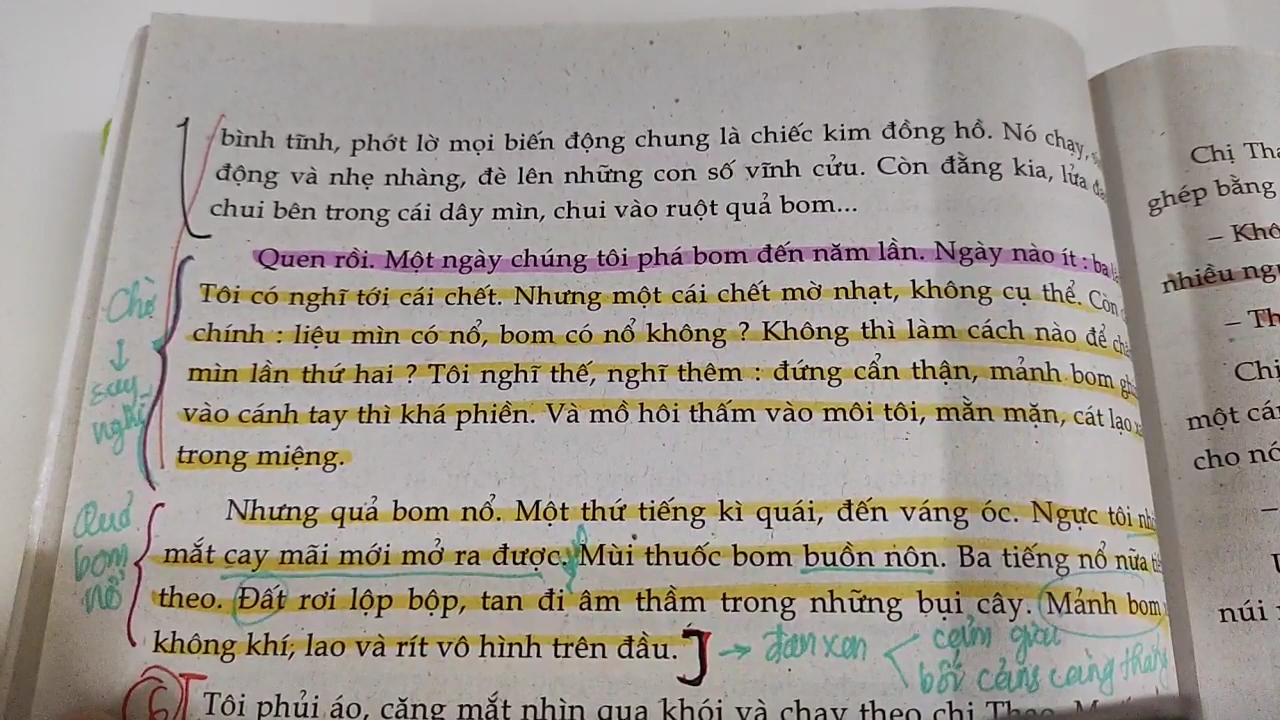 bình tĩnh, phớt lờ mọi biến động chung là chiếc kim đồng hồ. Nó chạy,
động và nhẹ nhàng, đè lên những con số vĩnh cửu. Còn đằng kia, lửa
chui bên trong cái dây mìn, chui vào ruột quả bom...
Quen rồi. Một ngày chúng tôi phá bom đến năm lần. Ngày nào ít : ba
Tôi có nghĩ tới cái chết. Nhưng một cái chết mờ nhạt, không cụ thể. Còn
chính : liệu mìn có nổ, bom có nổ không ? Không thì làm cách nào để
mìn lần thứ hai ? Tôi nghĩ thế, nghĩ thêm : đứng cẩn thận, mảnh bom
vào cánh tay thì khá phiền. Và mồ hôi thấm vào môi tôi, mằn mặn, cát lạo
trong miệng.
Chờ
↓
suy
nghĩ
Nhưng quả bom nổ. Một thứ tiếng kì quái, đến váng óc. Ngực tôi
mắt cay mãi mới mở ra được. Mùi thuốc bom buồn nôn. Ba tiếng nổ nữa
theo. Đất rơi lộp bộp, tan đi âm thầm trong những bụi cây. Mảnh bom
không khí, lao và rít vô hình trên đầu.
Quả
bom
nổ
→ đan xen
cảm giác
bối cảnh căng thẳng
6
Tôi phủi áo, căng mắt nhìn qua khói và chạy theo chị Thao.
Chị
ghép bằng
– Khô
nhiều
– Th
Chị
một cá
cho nó
–
núi